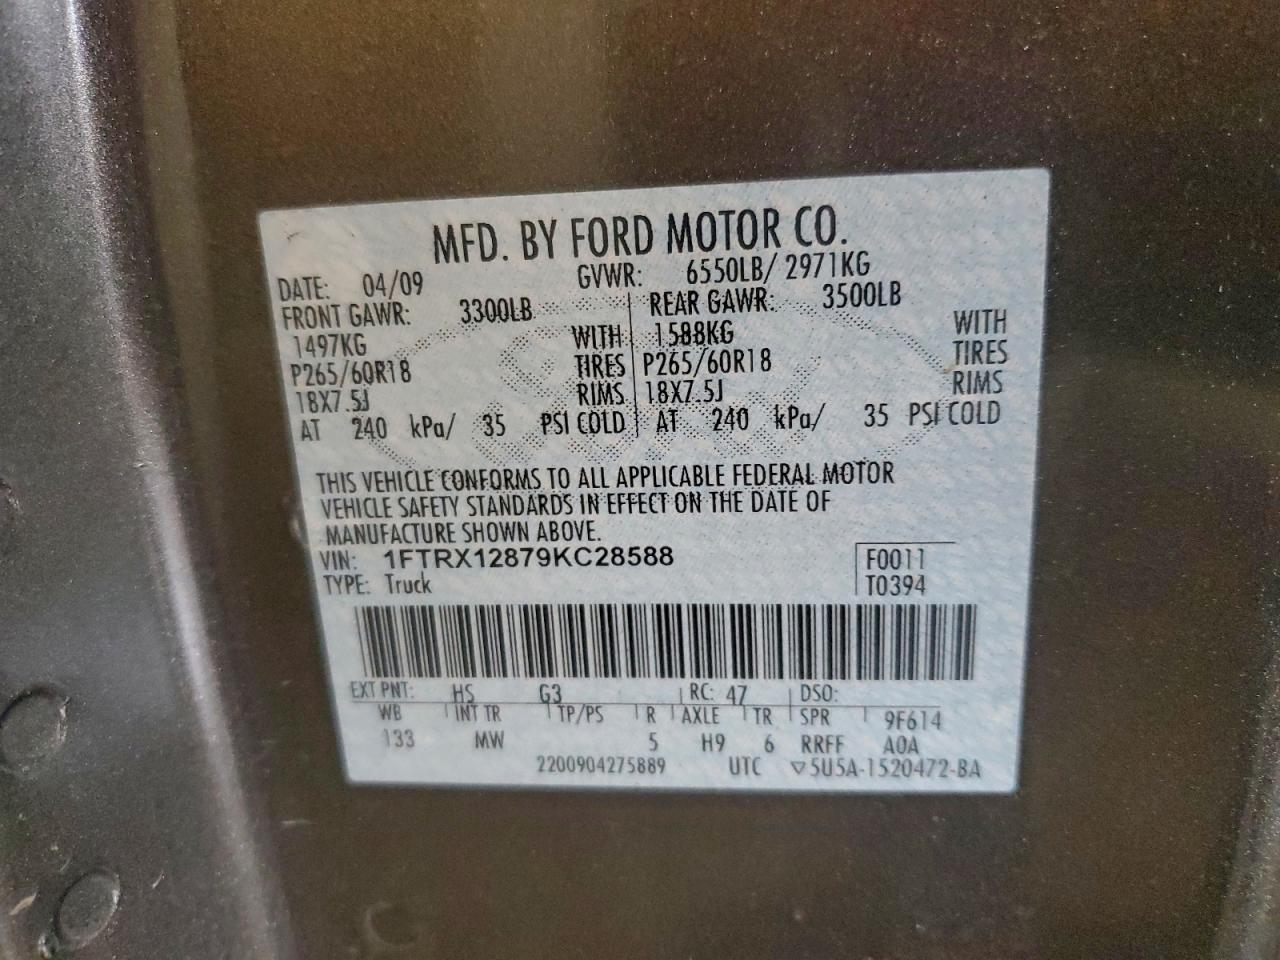 MFD. BY FORD MOTOR CO.
DATE: 04/09 GVWR: 6550LB/ 2971KG
FRONT GAWR: 3300LB REAR GAWR: 3500LB
1497KG WITH 1588KG WITH
P265/60R18 TIRES P265/60R18 TIRES
18X7.5J RIMS 18X7.5J RIMS
AT 240 kPa/ 35 PSI COLD AT 240 kPa/ 35 PSI COLD
THIS VEHICLE CONFORMS TO ALL APPLICABLE FEDERAL MOTOR
VEHICLE SAFETY STANDARDS IN EFFECT ON THE DATE OF
MANUFACTURE SHOWN ABOVE.
VIN: 1FTRX12879KC28588 F0011
TYPE: Truck T0394
EXT PNT: HS G3 RC: 47 DSO:
WB INT TR TP/PS R AXLE TR SPR 9F614
133 MW 5 H9 6 RRFF A0A
2200904275889 UTC ▽5U5A-1520472-BA